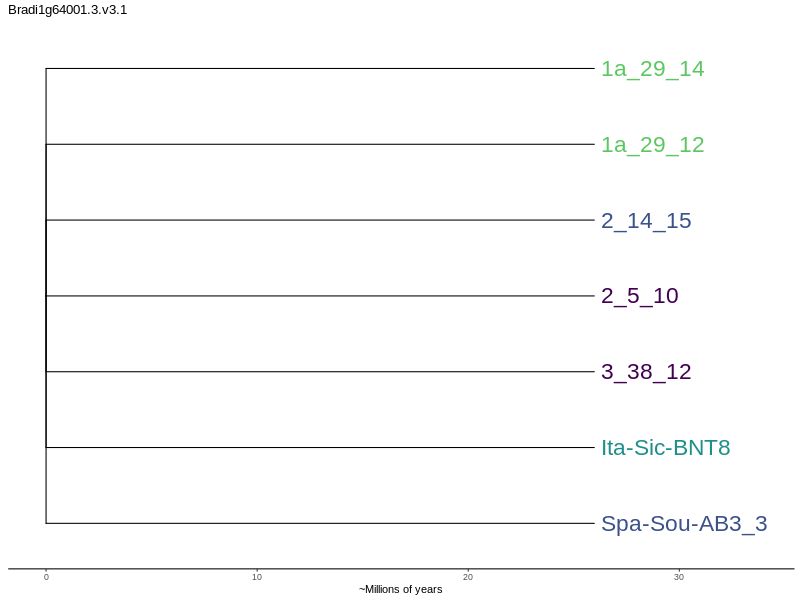 Bradi1g64001.3.v3.1
1a_29_14
1a_29_12
2_14_15
2_5_10
3_38_12
Ita-Sic-BNT8
Spa-Sou-AB3_3
0 10 20 30
~Millions of years